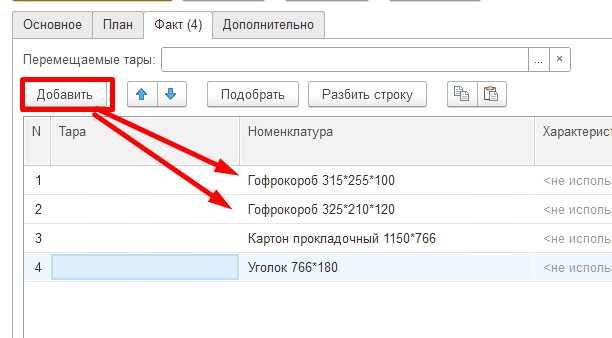 Основное План Факт (4) Дополнительно
Перемещаемые тары: ... ×
Добавить Подобрать Разбить строку
N Тара Номенклатура Характерист
1 Гофрокороб 315*255*100 <не исполь
2 Гофрокороб 325*210*120 <не исполь
3 Картон прокладочный 1150*766 <не исполь
4 Уголок 766*180 <не исполь